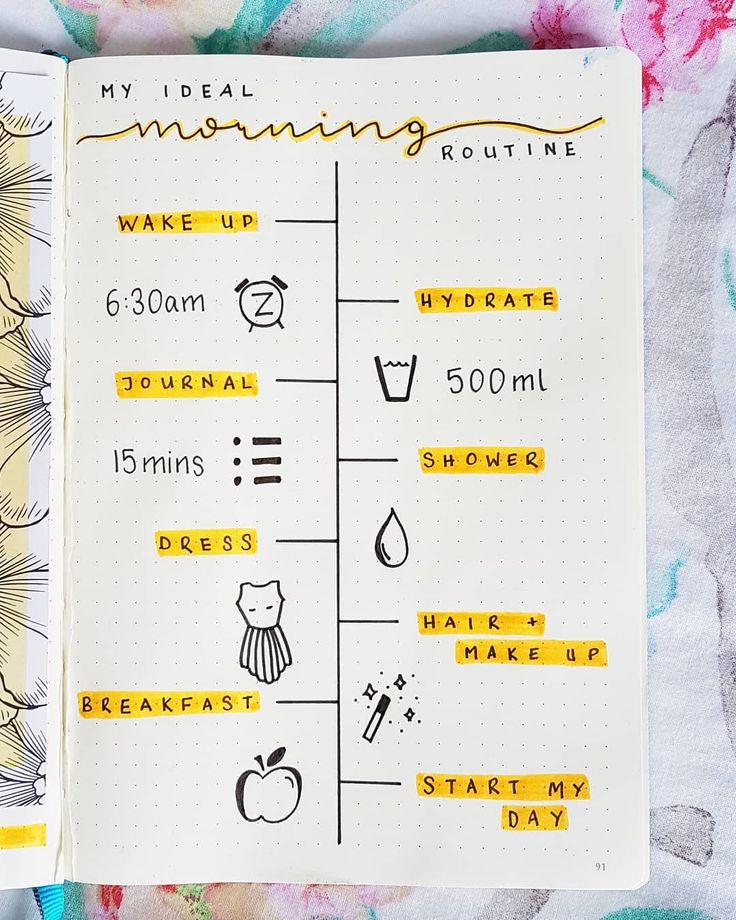 MY IDEAL
morning
ROUTINE
WAKE UP
6:30am
Z
HYDRATE
500ml
JOURNAL
15mins
SHOWER
DRESS
HAIR +
MAKE UP
BREAKFAST
START MY
DAY
91